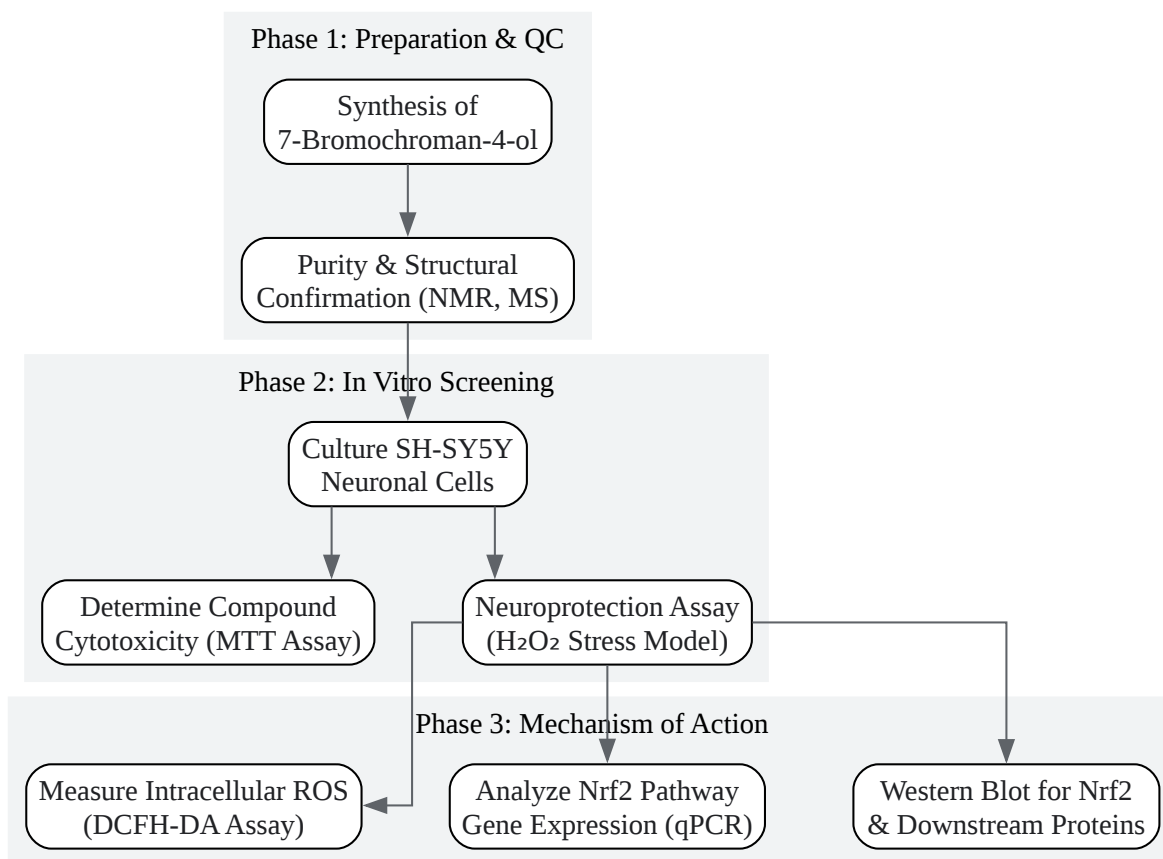 Phase 1: Preparation & QC
Synthesis of
7-Bromochroman-4-ol
Purity & Structural
Confirmation (NMR, MS)
Phase 2: In Vitro Screening
Culture SH-SY5Y
Neuronal Cells
Determine Compound
Cytotoxicity (MTT Assay)
Neuroprotection Assay
(H₂O₂ Stress Model)
Phase 3: Mechanism of Action
Measure Intracellular ROS
(DCFH-DA Assay)
Analyze Nrf2 Pathway
Gene Expression (qPCR)
Western Blot for Nrf2
& Downstream Proteins